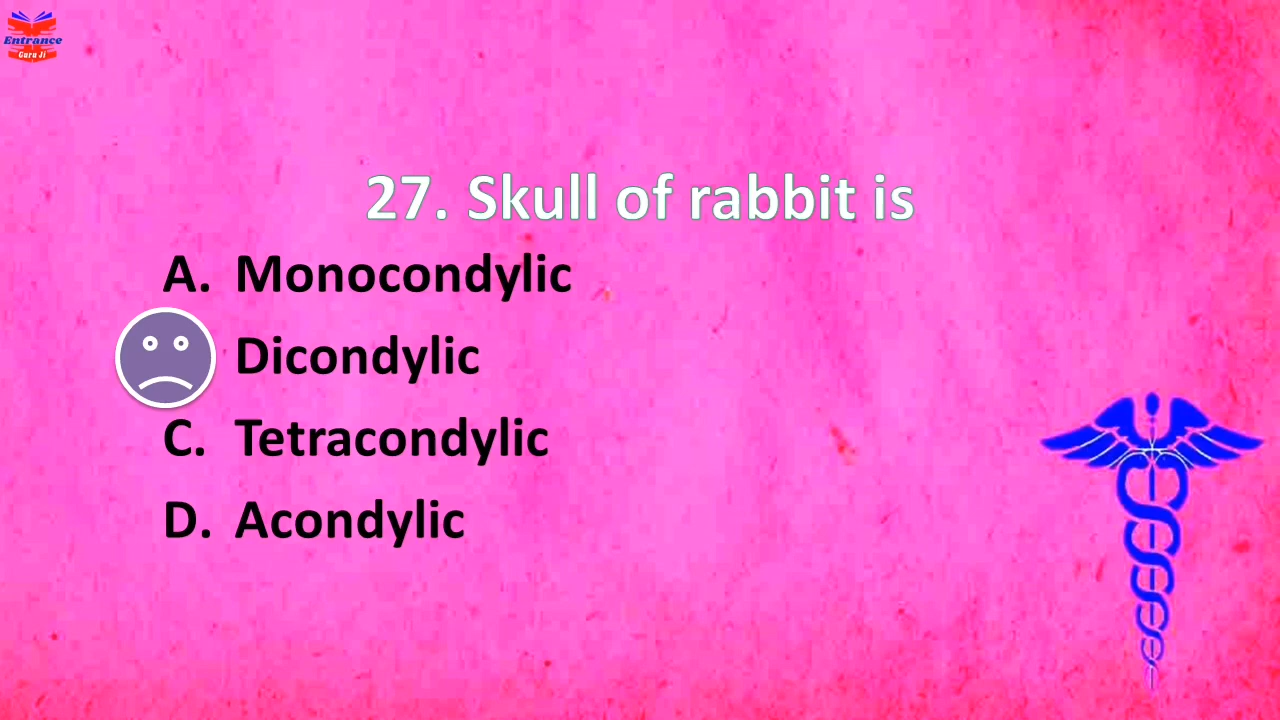 Entrance
Guru Ji
27. Skull of rabbit is
A. Monocondylic
Dicondylic
C. Tetracondylic
D. Acondylic